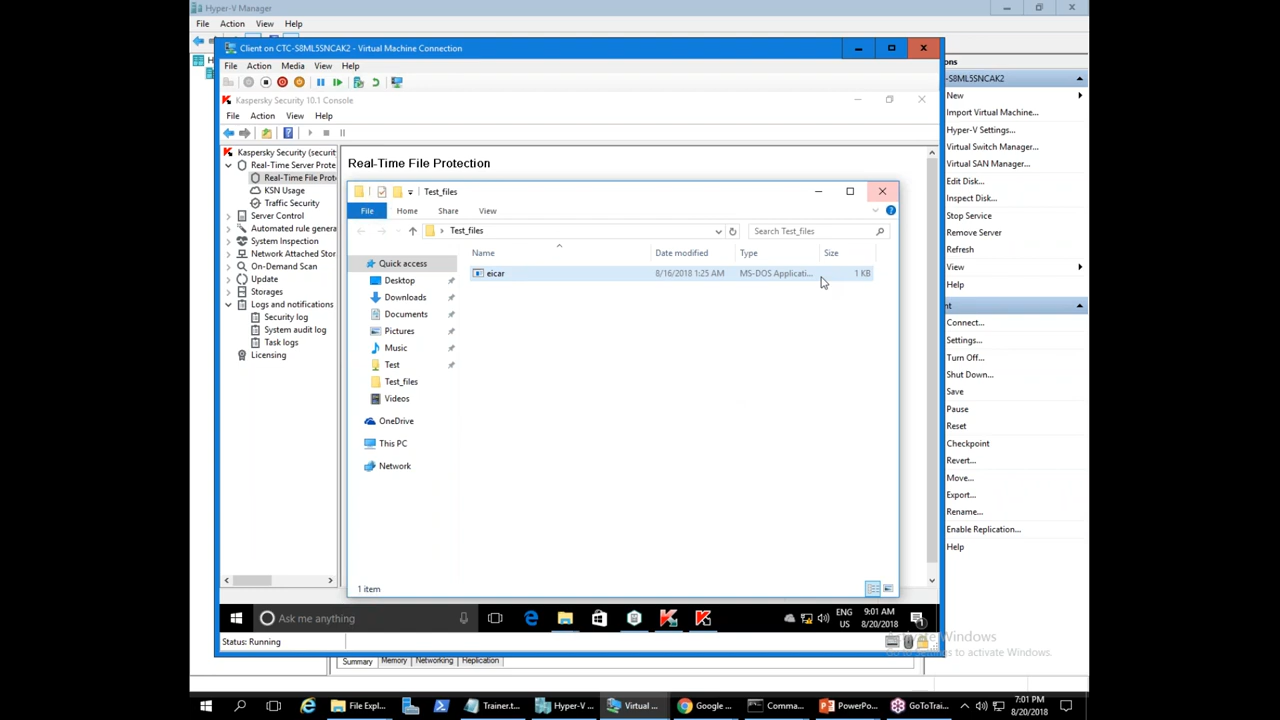 Hyper-V Manager
File Action View Help
Client on CTC-S8ML5SNCAK2 - Virtual Machine Connection
File Action Media View Help
Kaspersky Security 10.1 Console
File Action View Help
Kaspersky Security (securit
Real-Time Server Prote
Real-Time File Prot
KSN Usage
Traffic Security
Server Control
Automated rule genera
System Inspection
Network Attached Stor
On-Demand Scan
Update
Storages
Logs and notifications
Security log
System audit log
Task logs
Licensing
Real-Time File Protection
Test_files
File Home Share View
Test_files
Search Test_files
Name Date modified Type Size
eicar 8/16/2018 1:25 AM MS-DOS Applicati... 1 KB
Quick access
Desktop
Downloads
Documents
Pictures
Music
Test
Test_files
Videos
OneDrive
This PC
Network
1 item
Ask me anything
ENG
US
9:01 AM
8/20/2018
Status: Running
Summary Memory Networking Replication
ons
-S8ML5SNCAK2
New
Import Virtual Machine...
Hyper-V Settings...
Virtual Switch Manager...
Virtual SAN Manager...
Edit Disk...
Inspect Disk...
Stop Service
Remove Server
Refresh
View
Help
nt
Connect...
Settings...
Turn Off...
Shut Down...
Save
Pause
Reset
Checkpoint
Revert...
Move...
Export...
Rename...
Enable Replication...
Help
Activate Windows
Go to Settings to activate Windows.
File Expl... Trainer.t... Hyper-V ... Virtual ... Google ... Comma... PowerPo... GoToTrai...
7:01 PM
8/20/2018